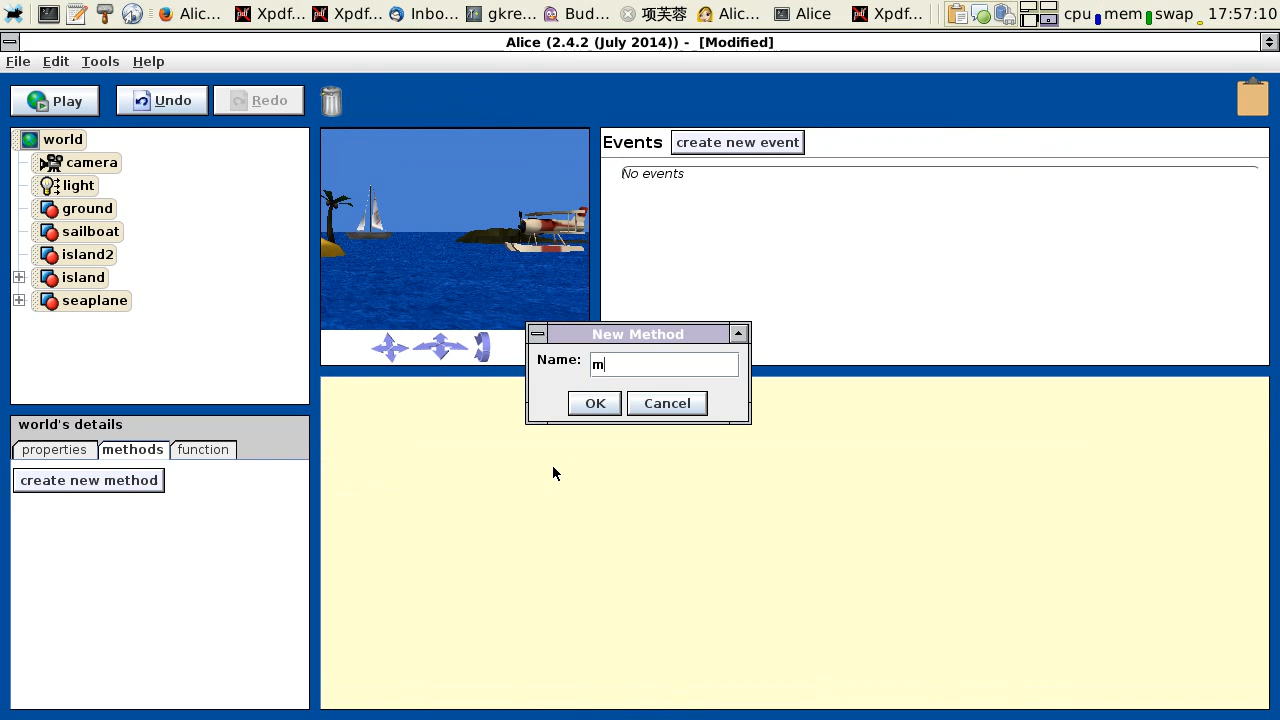 Alic... Xpdf... Xpdf... Inbo... gkre... Bud... 项芙蓉 Alic... Alice Xpdf... cpu mem swap 17:57:10
Alice (2.4.2 (July 2014)) - [Modified]
File Edit Tools Help
Play Undo Redo
world
camera
light
ground
sailboat
island2
island
seaplane
Events create new event
No events
New Method
Name: m
OK Cancel
world's details
properties methods function
create new method